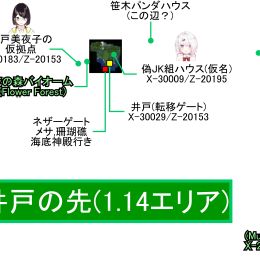 笹木パンダハウス
(この辺？)
戸美夜子の
仮拠点
0183/Z-20153
の森バイオーム
(Flower Forest)
偽JK組ハウス(仮名)
X-30009/Z-20195
井戸(転移ゲート)
X-30029/Z-20153
ネザーゲート
メサ,珊瑚礁
海底神殿行き
井戸の先(1.14エリア)